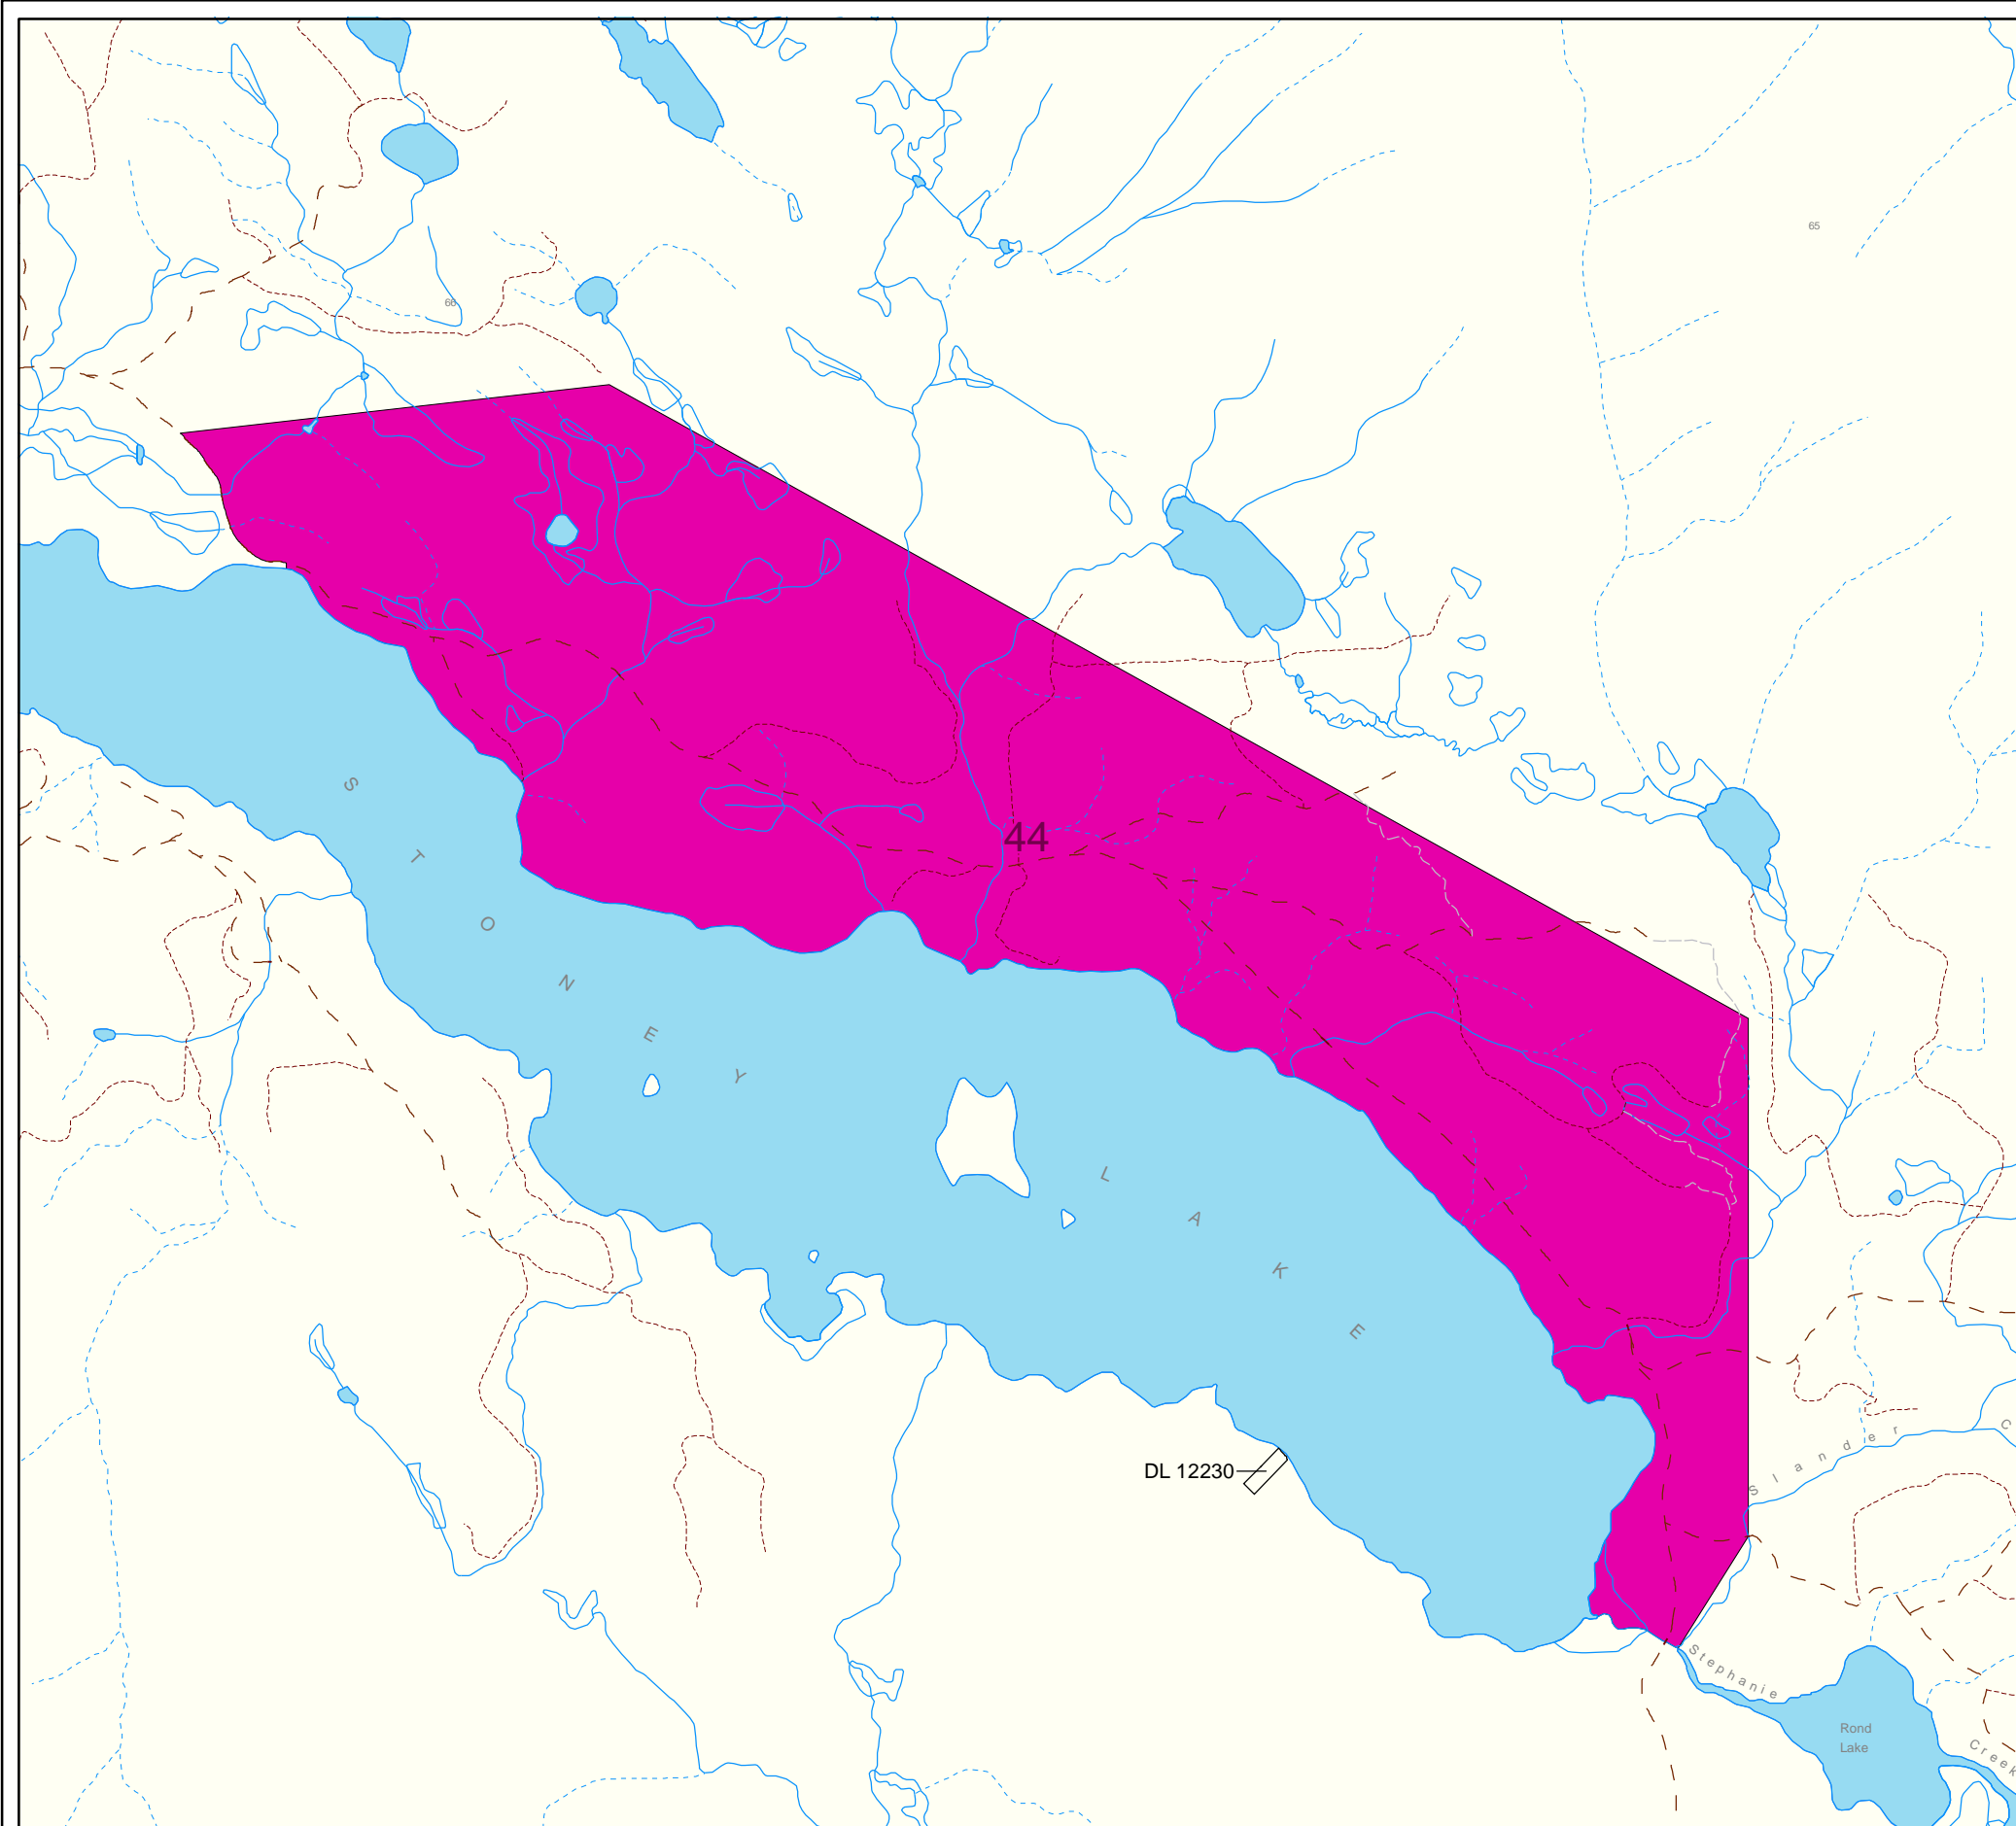 65
66
44
STONEY LAKE
DL 12230
Slander
C
Stephanie
Rond
Lake
Creek